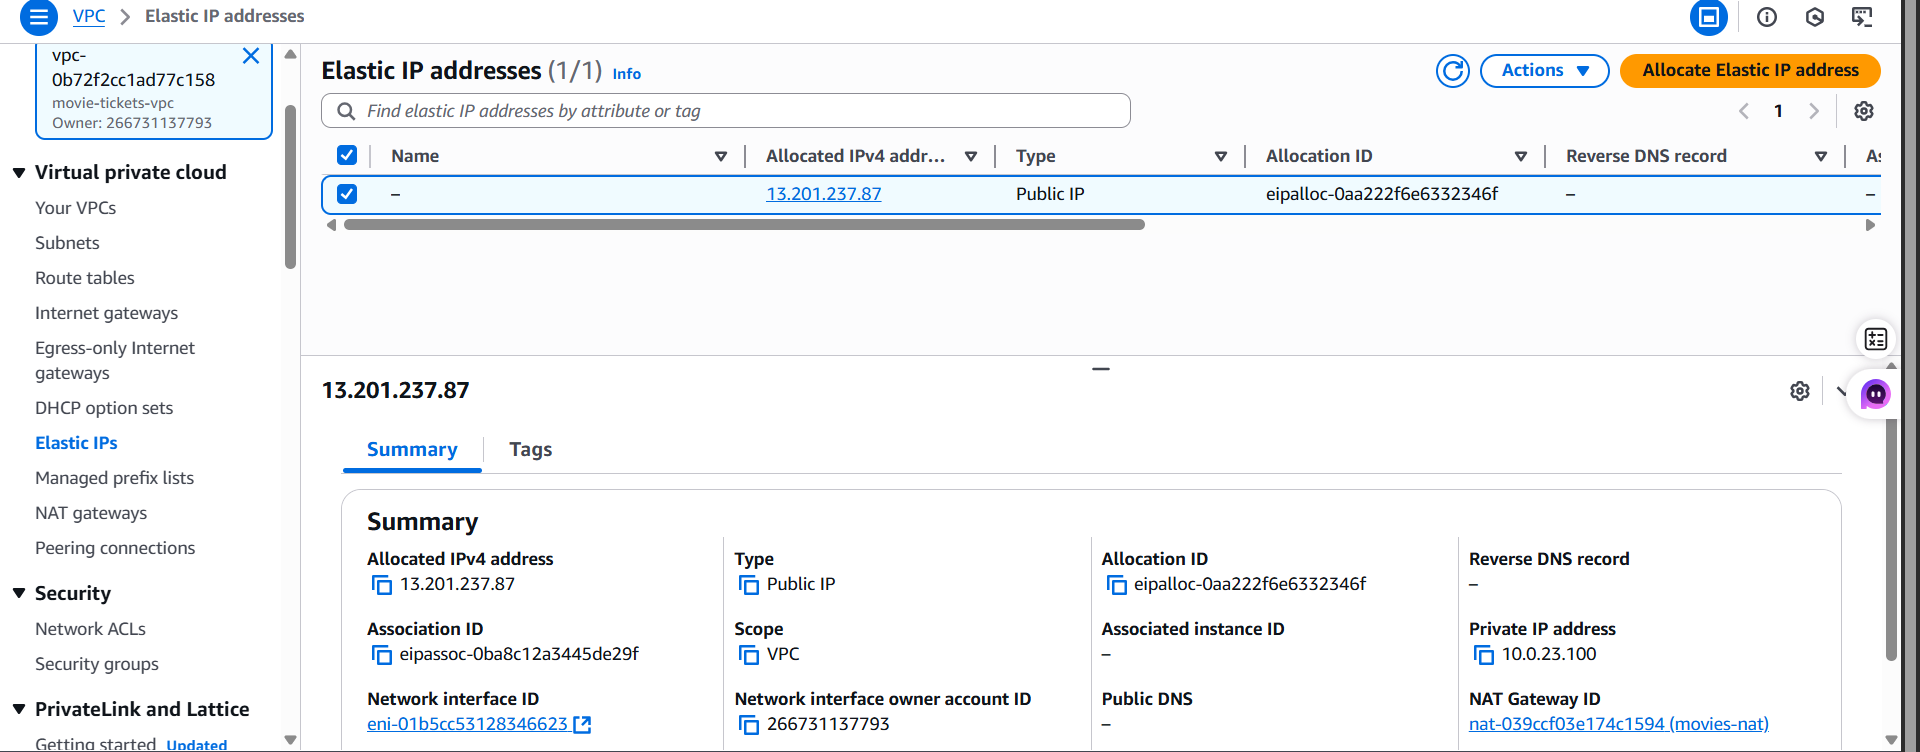 VPC > Elastic IP addresses
vpc-
0b72f2cc1ad77c158
movie-tickets-vpc
Owner: 266731137793
Virtual private cloud
Your VPCs
Subnets
Route tables
Internet gateways
Egress-only Internet
gateways
DHCP option sets
Elastic IPs
Managed prefix lists
NAT gateways
Peering connections
Security
Network ACLs
Security groups
PrivateLink and Lattice
Getting started Updated
Elastic IP addresses (1/1) Info
Actions
Allocate Elastic IP address
Find elastic IP addresses by attribute or tag
1
Name Allocated IPv4 addr... Type Allocation ID Reverse DNS record
– 13.201.237.87 Public IP eipalloc-0aa222f6e6332346f – –
13.201.237.87
Summary Tags
Summary
Allocated IPv4 address
13.201.237.87
Type
Public IP
Allocation ID
eipalloc-0aa222f6e6332346f
Reverse DNS record
–
Association ID
eipassoc-0ba8c12a3445de29f
Scope
VPC
Associated instance ID
–
Private IP address
10.0.23.100
Network interface ID
eni-01b5cc53128346623
Network interface owner account ID
266731137793
Public DNS
–
NAT Gateway ID
nat-039ccf03e174c1594 (movies-nat)